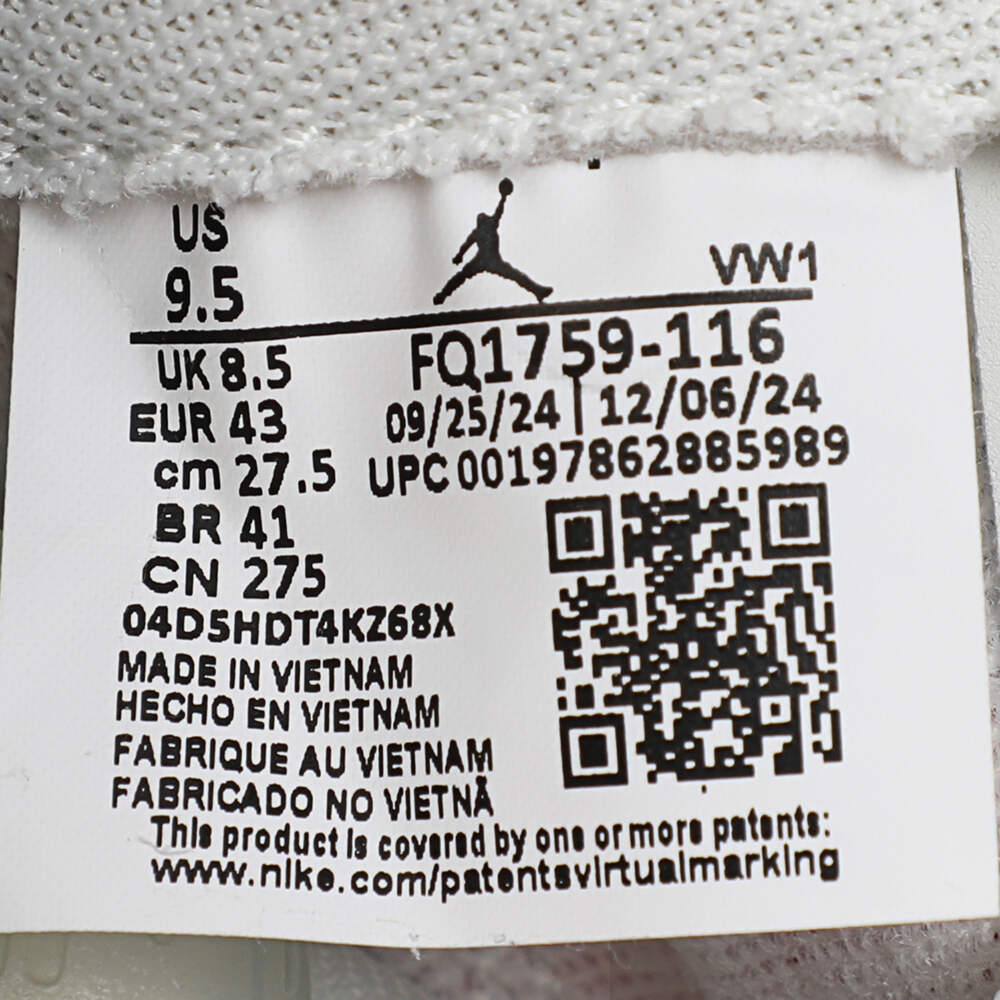 US
9.5
VW1
UK 8.5
EUR 43
cm 27.5
BR 41
CN 275
FQ1759-116
09/25/24 | 12/06/24
UPC 001978862885989
04D5HDT4KZ68X
MADE IN VIETNAM
HECHO EN VIETNAM
FABRIQUE AU VIETNAM
FABRICADO NO VIETNÃ
This product is covered by one or more patents:
www.nike.com/patentsvirtualmarking